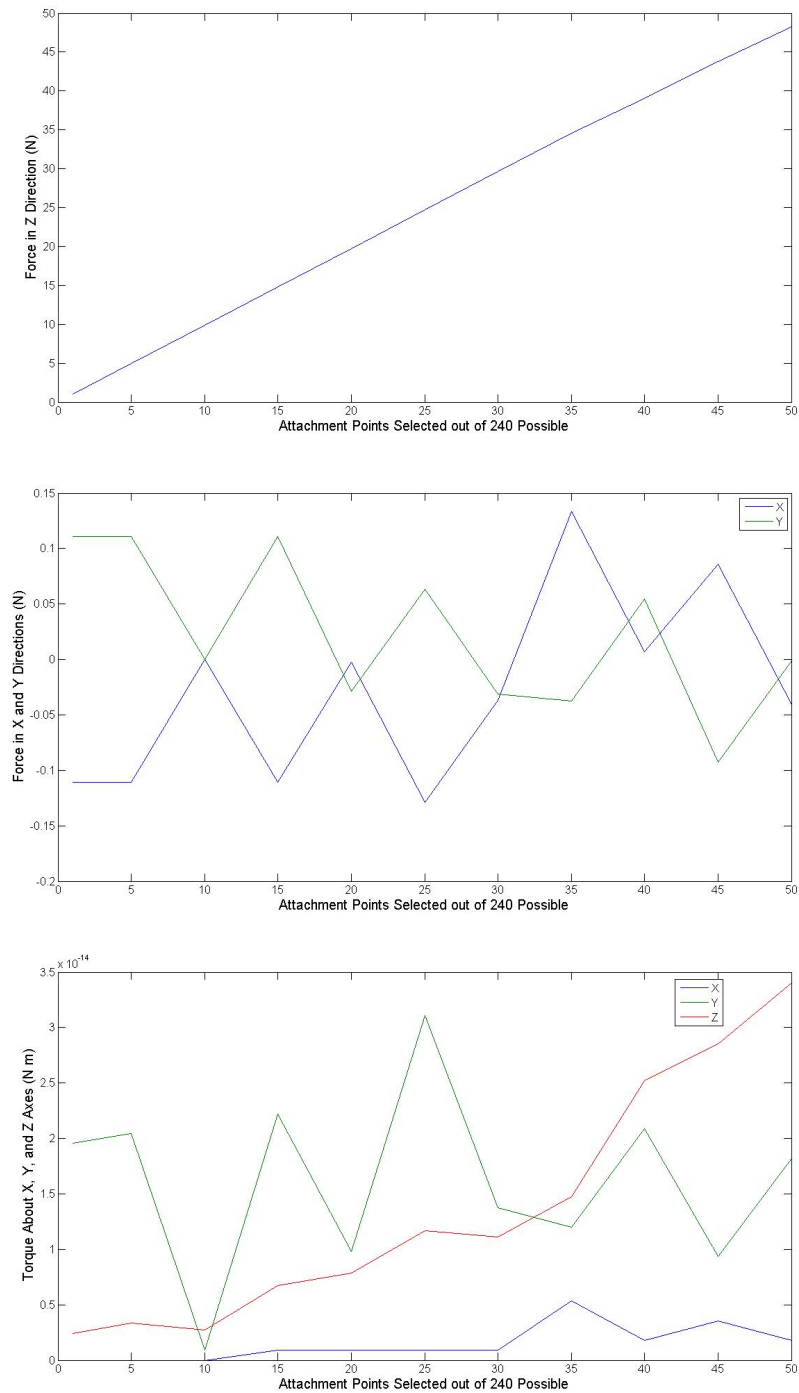 50
45
40
35
30
25
20
15
10
5
0
Force in Z Direction (N)
0 5 10 15 20 25 30 35 40 45 50
Attachment Points Selected out of 240 Possible
0.15
0.1
0.05
0
-0.05
-0.1
-0.15
-0.2
Force in X and Y Directions (N)
X
Y
0 5 10 15 20 25 30 35 40 45 50
Attachment Points Selected out of 240 Possible
x 10^-14
3.5
3
2.5
2
1.5
1
0.5
0
Torque About X, Y, and Z Axes (N m)
X
Y
Z
0 5 10 15 20 25 30 35 40 45 50
Attachment Points Selected out of 240 Possible